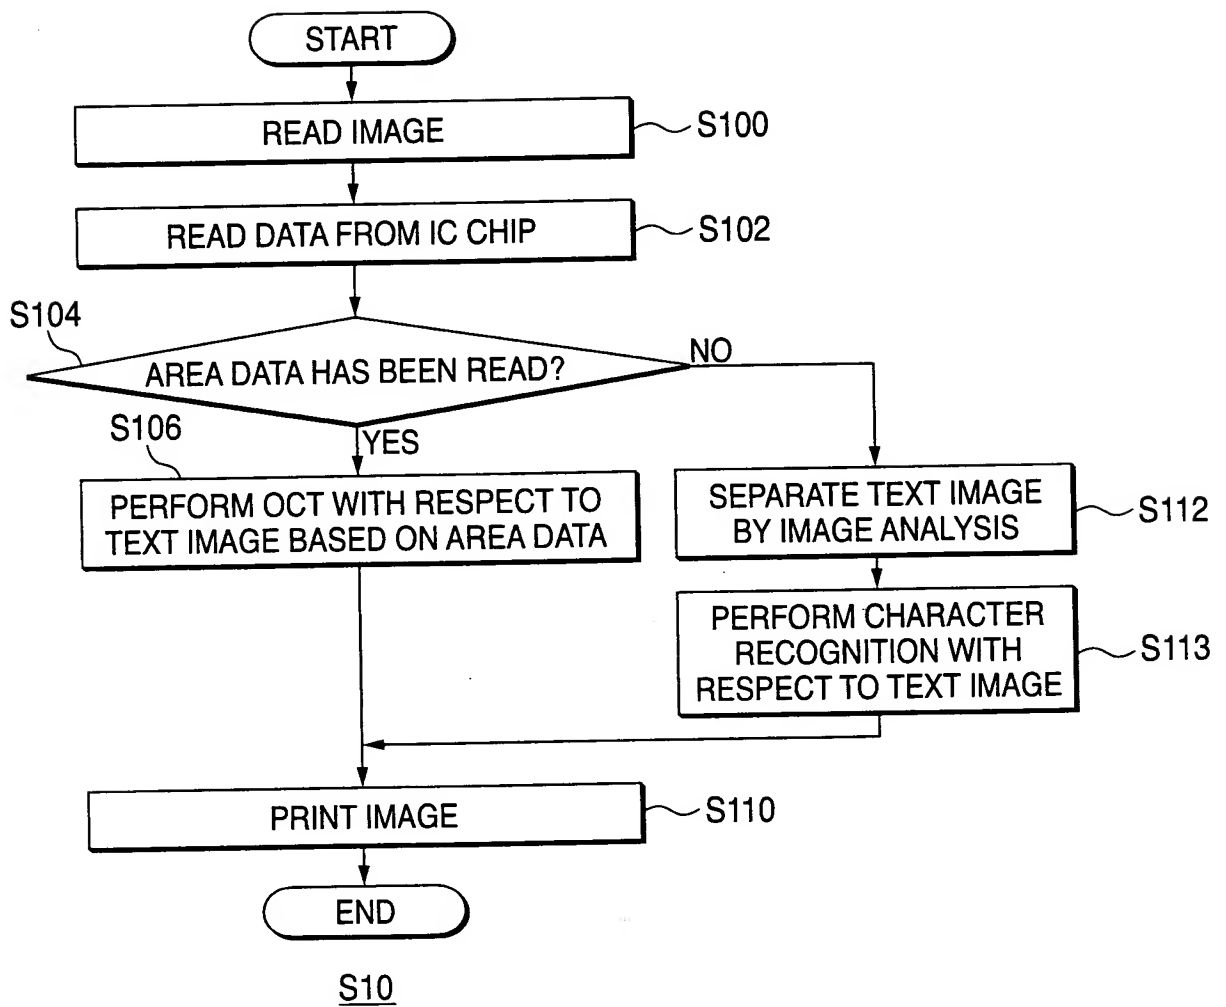 START
READ IMAGE
S100
READ DATA FROM IC CHIP
S102
S104
AREA DATA HAS BEEN READ?
NO
S106
YES
PERFORM OCT WITH RESPECT TO
TEXT IMAGE BASED ON AREA DATA
SEPARATE TEXT IMAGE
BY IMAGE ANALYSIS
S112
PERFORM CHARACTER
RECOGNITION WITH
RESPECT TO TEXT IMAGE
S113
PRINT IMAGE
S110
END
S10